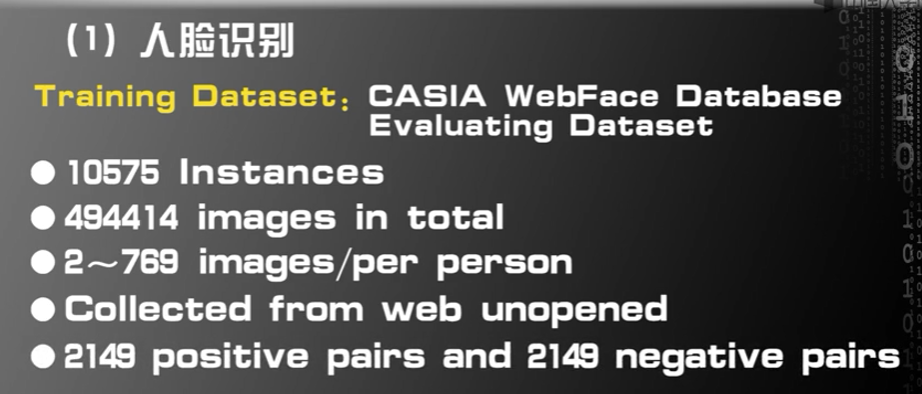 (1) 人脸识别
Training Dataset：CASIA WebFace Database
Evaluating Dataset
● 10575 Instances
● 494414 images in total
● 2～769 images/per person
● Collected from web unopened
● 2149 positive pairs and 2149 negative pairs